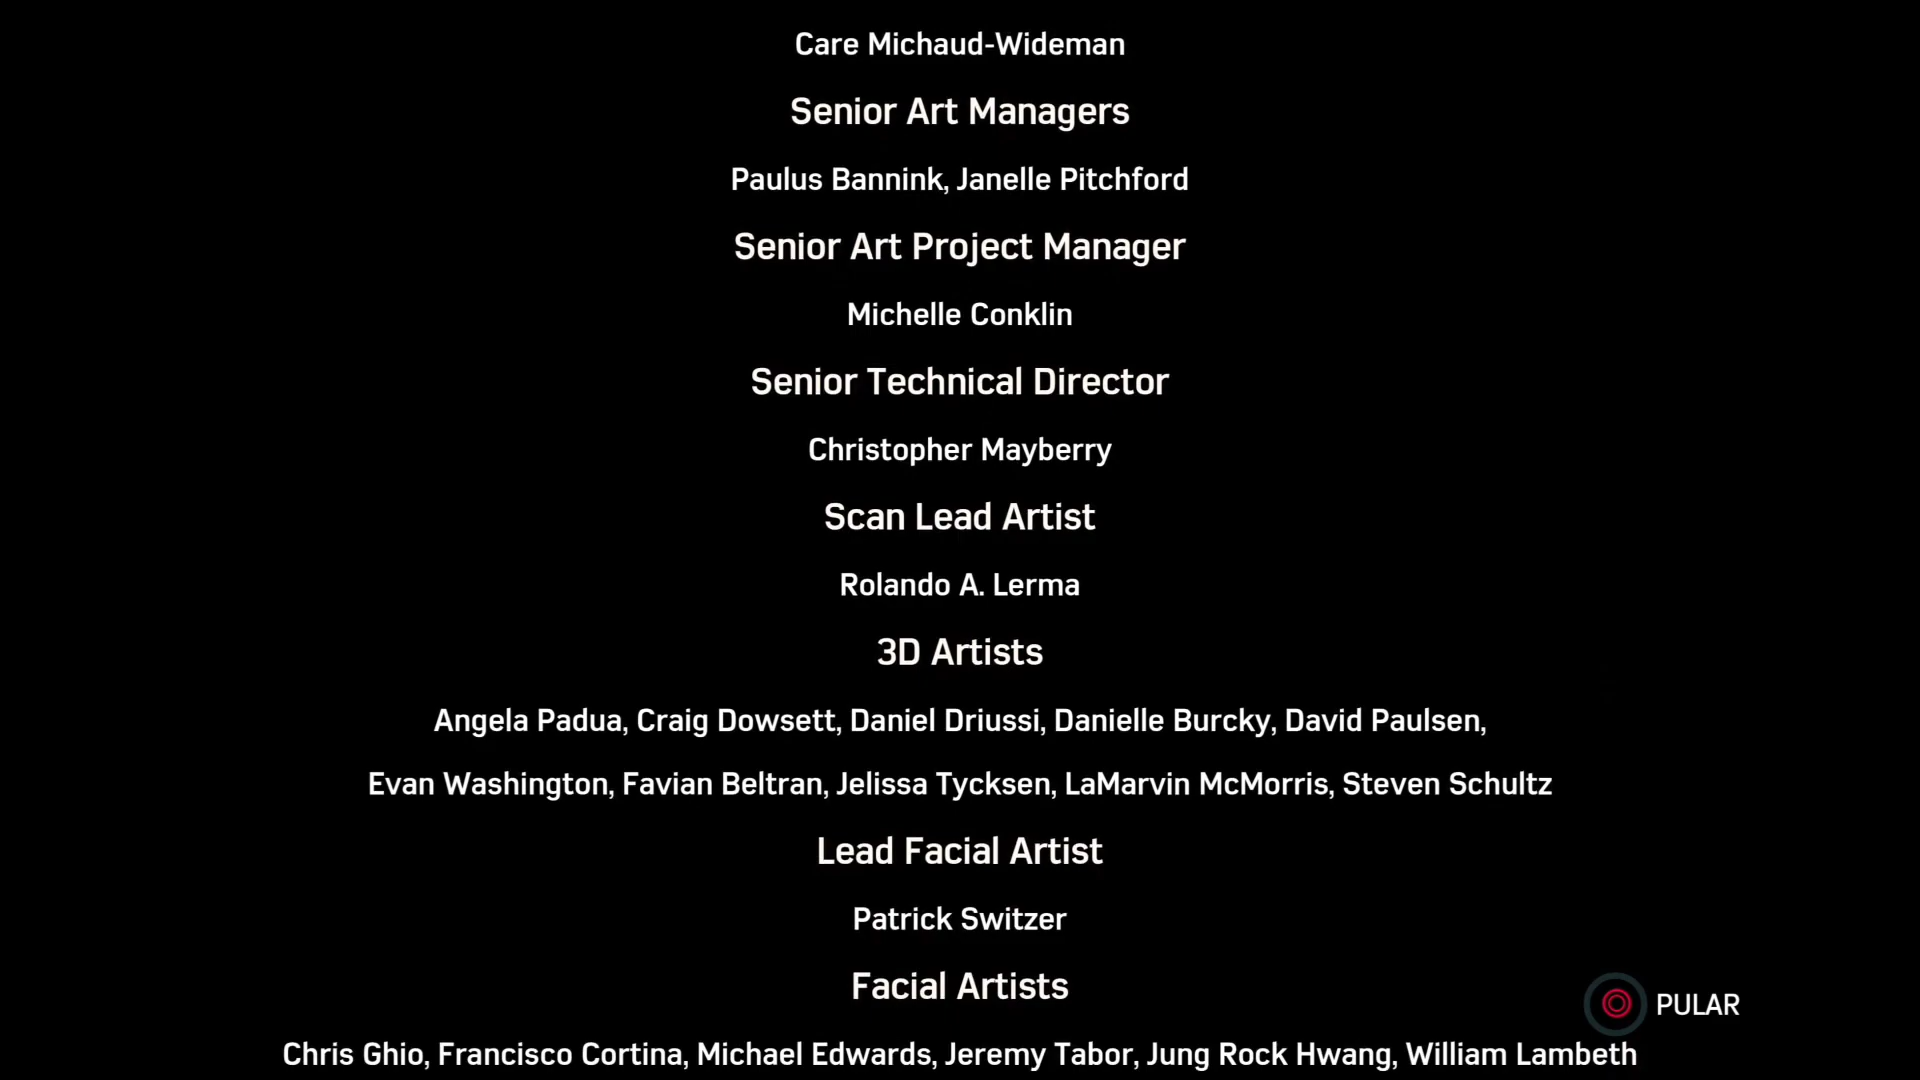 Care Michaud-Wideman
Senior Art Managers
Paulus Bannink, Janelle Pitchford
Senior Art Project Manager
Michelle Conklin
Senior Technical Director
Christopher Mayberry
Scan Lead Artist
Rolando A. Lerma
3D Artists
Angela Padua, Craig Dowsett, Daniel Driussi, Danielle Burcky, David Paulsen,
Evan Washington, Favian Beltran, Jelissa Tycksen, LaMarvin McMorris, Steven Schultz
Lead Facial Artist
Patrick Switzer
Facial Artists
PULAR
Chris Ghio, Francisco Cortina, Michael Edwards, Jeremy Tabor, Jung Rock Hwang, William Lambeth